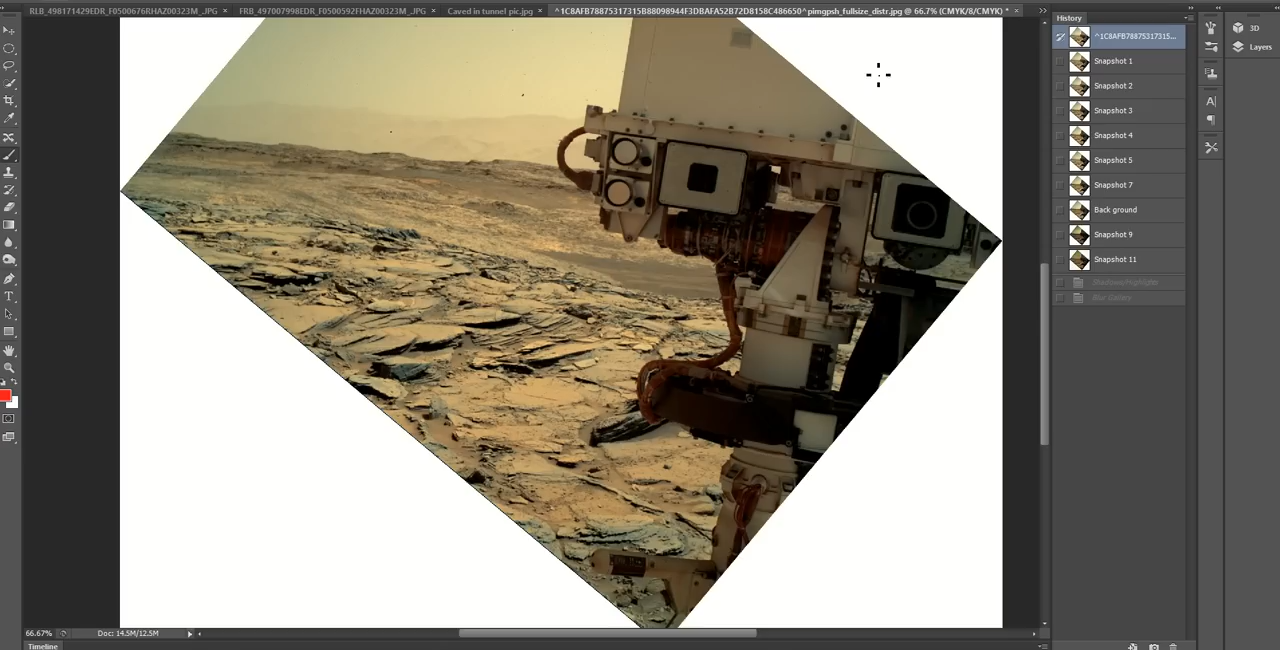 RLB_498171429EDR_F0500676RHAZ00323M_.JPG ×
FRB_497007998EDR_F0500592FHAZ00323M_.JPG ×
Caved in tunnel pic.jpg ×
^1C8AFB78875317315B88098944F3DBAFA52B72D8158C486650^pimgpsh_fullsize_distr.jpg @ 66.7% (CMYK/8/CMYK) * ×
History
^1C8AFB78875317315...
Snapshot 1
Snapshot 2
Snapshot 3
Snapshot 4
Snapshot 5
Snapshot 7
Back ground
Snapshot 9
Snapshot 11
Shadows/Highlights
Blur Gallery
3D
Layers
A
T
66.67%
Doc: 14.5M/12.5M
Timeline